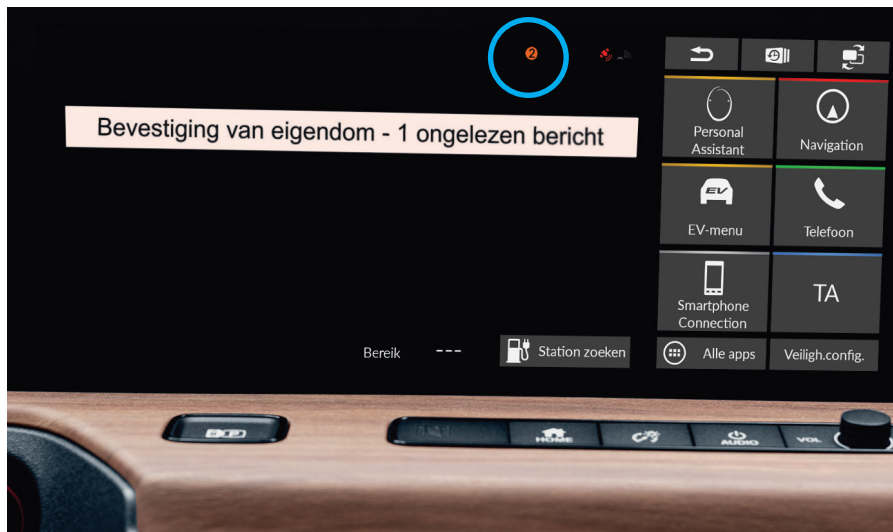 2
Bevestiging van eigendom - 1 ongelezen bericht
Personal
Assistant
Navigation
EV
EV-menu
Telefoon
Smartphone
Connection
TA
Bereik
---
Station zoeken
Alle apps
Veiligh.config.
HOME
AUDIO
VOL